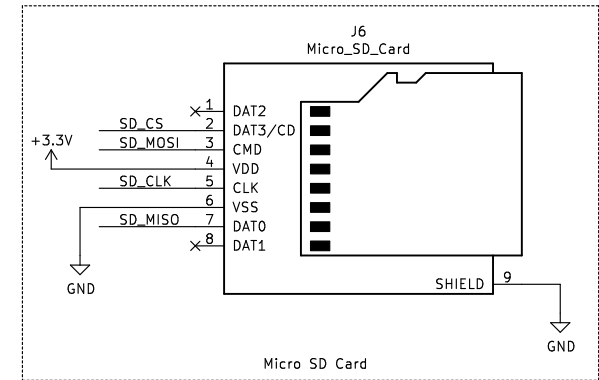 J6
Micro_SD_Card
1 DAT2
SD_CS 2 DAT3/CD
SD_MOSI 3 CMD
+3.3V
4 VDD
SD_CLK 5 CLK
6 VSS
SD_MISO 7 DAT0
8 DAT1
SHIELD 9
GND
GND
Micro SD Card